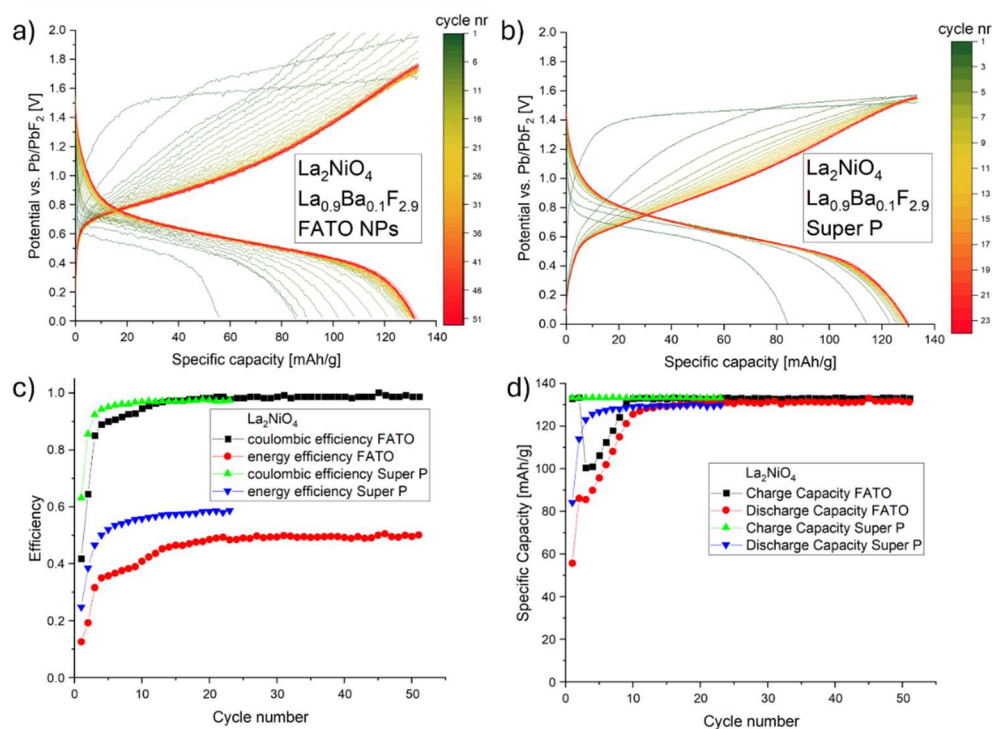 a)
cycle nr
2.0
1.8
1.6
1.4
1.2
1.0
0.8
0.6
0.4
0.2
0.0
Potential vs. Pb/PbF₂ [V]
La₂NiO₄
La₀.₉Ba₀.₁F₂.₉
FATO NPs
0 20 40 60 80 100 120 140
Specific capacity [mAh/g]
1
6
11
16
21
26
31
36
41
46
51
b)
cycle nr
2.0
1.8
1.6
1.4
1.2
1.0
0.8
0.6
0.4
0.2
0.0
Potential vs. Pb/PbF₂ [V]
La₂NiO₄
La₀.₉Ba₀.₁F₂.₉
Super P
0 20 40 60 80 100 120 140
Specific capacity [mAh/g]
1
3
5
7
9
11
13
15
17
19
21
23
c)
1.0
0.8
0.6
0.4
0.2
0.0
Efficiency
La₂NiO₄
coulombic efficiency FATO
energy efficiency FATO
coulombic efficiency Super P
energy efficiency Super P
0 10 20 30 40 50
Cycle number
d)
140
130
120
110
100
90
80
70
60
50
40
30
20
10
0
Specific Capacity [mAh/g]
La₂NiO₄
Charge Capacity FATO
Discharge Capacity FATO
Charge Capacity Super P
Discharge Capacity Super P
0 10 20 30 40 50
Cycle number